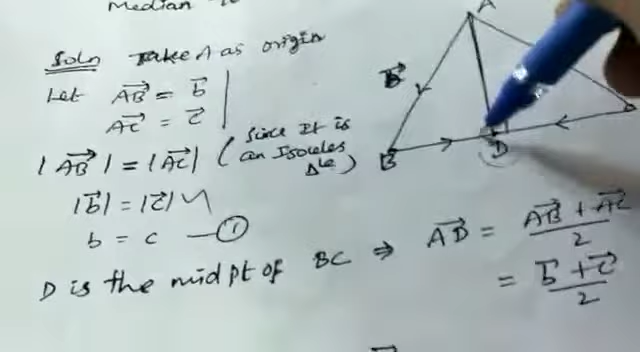 Median
A
Soln Take A as origin
Let AB = b
b
AC = c
|AB| = |AC| (since It is an Isoceles Δle)
B
D
|b| = |c|
b = c — ①
D is the mid pt of BC ⇒ AD = AB + AC / 2
= b + c / 2